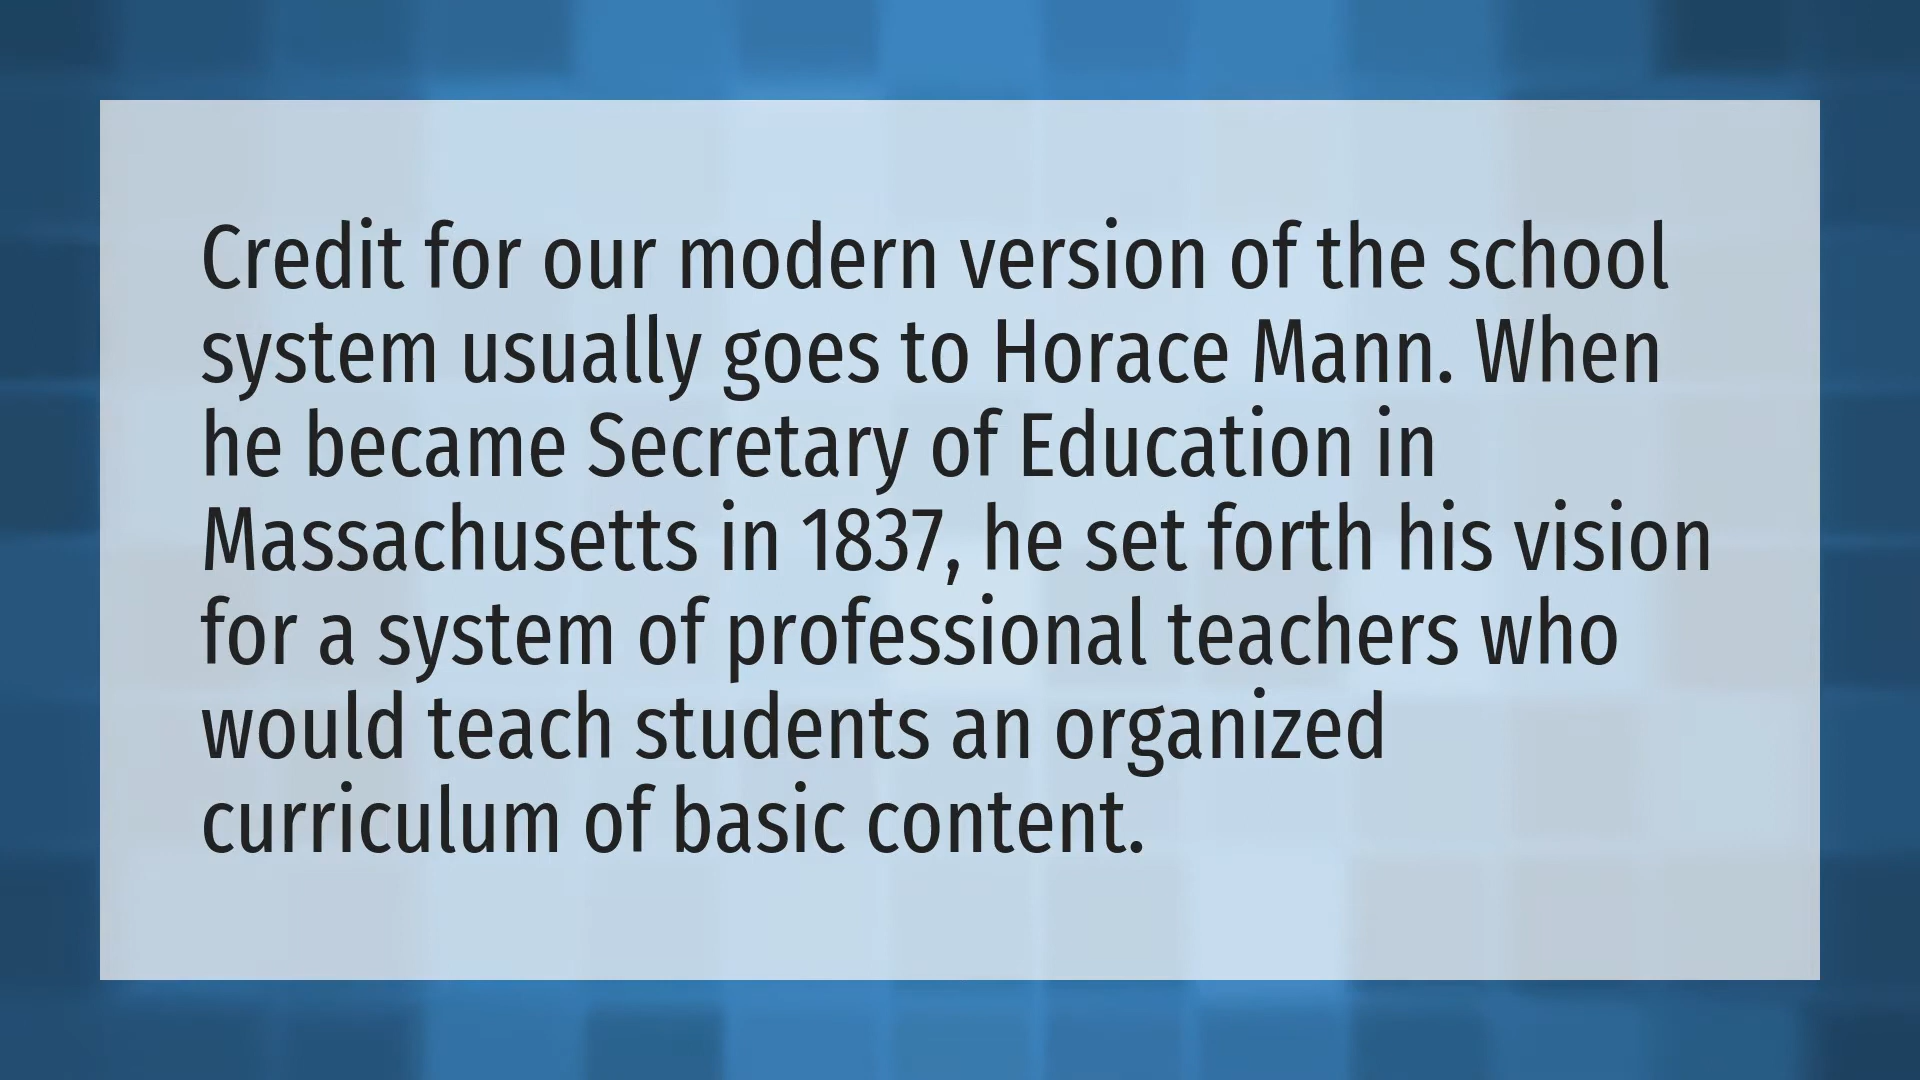 Credit for our modern version of the school
system usually goes to Horace Mann. When
he became Secretary of Education in
Massachusetts in 1837, he set forth his vision
for a system of professional teachers who
would teach students an organized
curriculum of basic content.